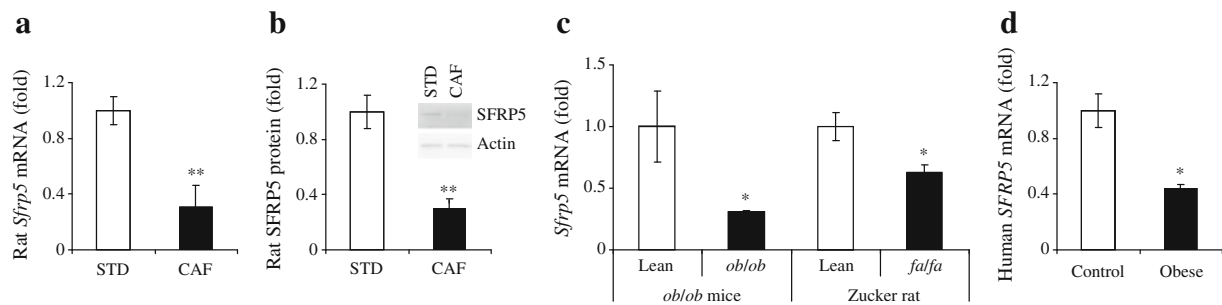 a
Rat Sfrp5 mRNA (fold)
1.2
0.8
0.4
0
**
STD CAF
b
Rat SFRP5 protein (fold)
1.2
0.8
0.4
0
STD CAF
SFRP5
Actin
**
STD CAF
c
Sfrp5 mRNA (fold)
1.5
1.0
0.5
0
*
*
Lean ob/ob Lean fa/fa
ob/ob mice Zucker rat
d
Human SFRP5 mRNA (fold)
1.2
0.8
0.4
0
*
Control Obese